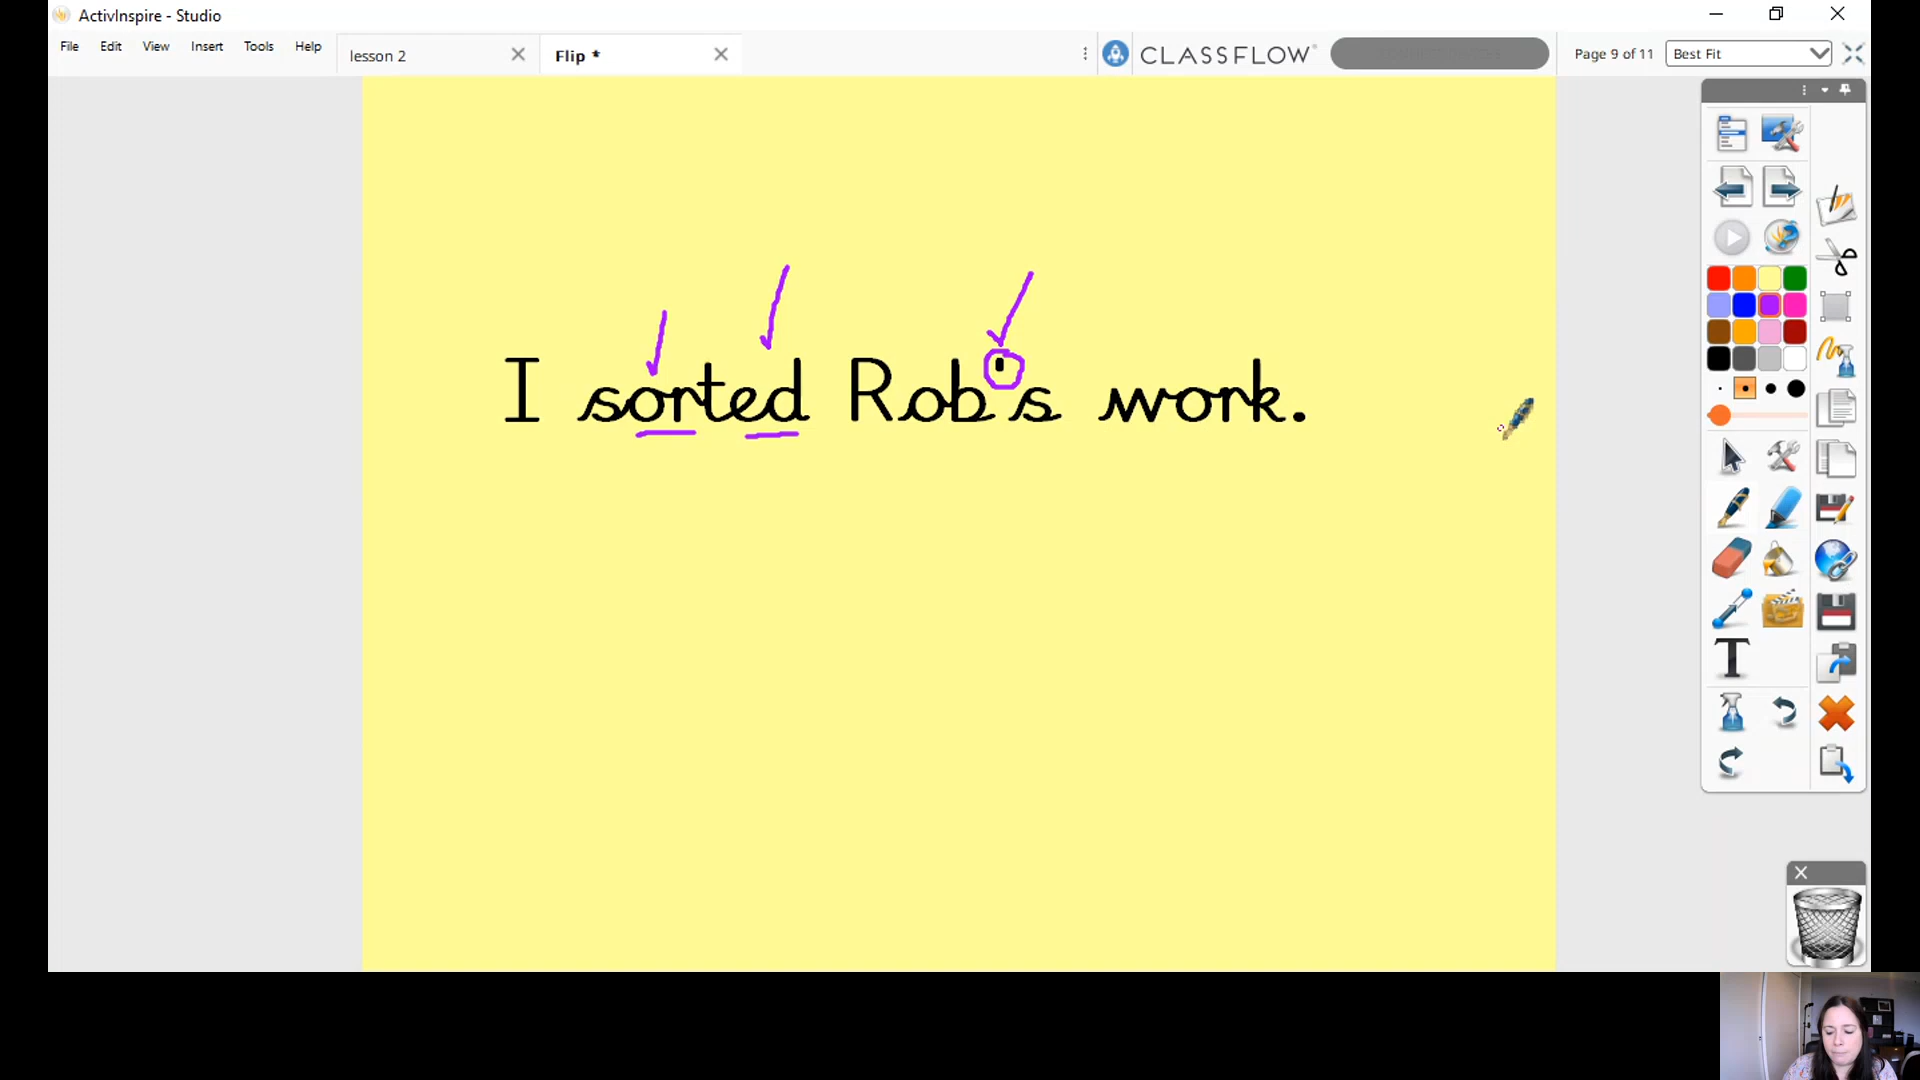 ActivInspire - Studio
File Edit View Insert Tools Help
lesson 2
Flip *
CLASSFLOW
Page 9 of 11
Best Fit
I sorted Rob's work.
T